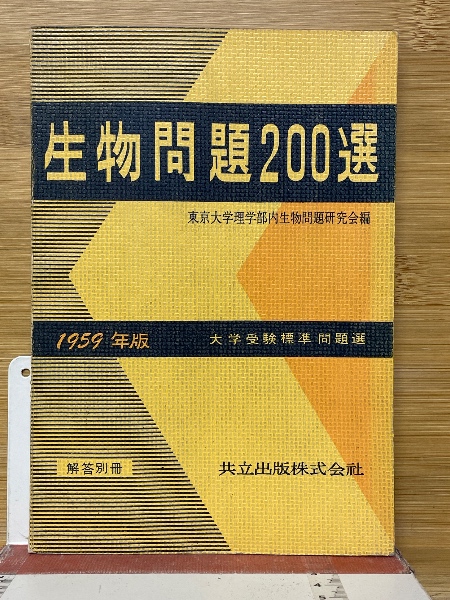 生物問題200選
東京大学理学部内生物問題研究会編
1959年版
大学受験標準問題選
解答別冊
共立出版株式会社